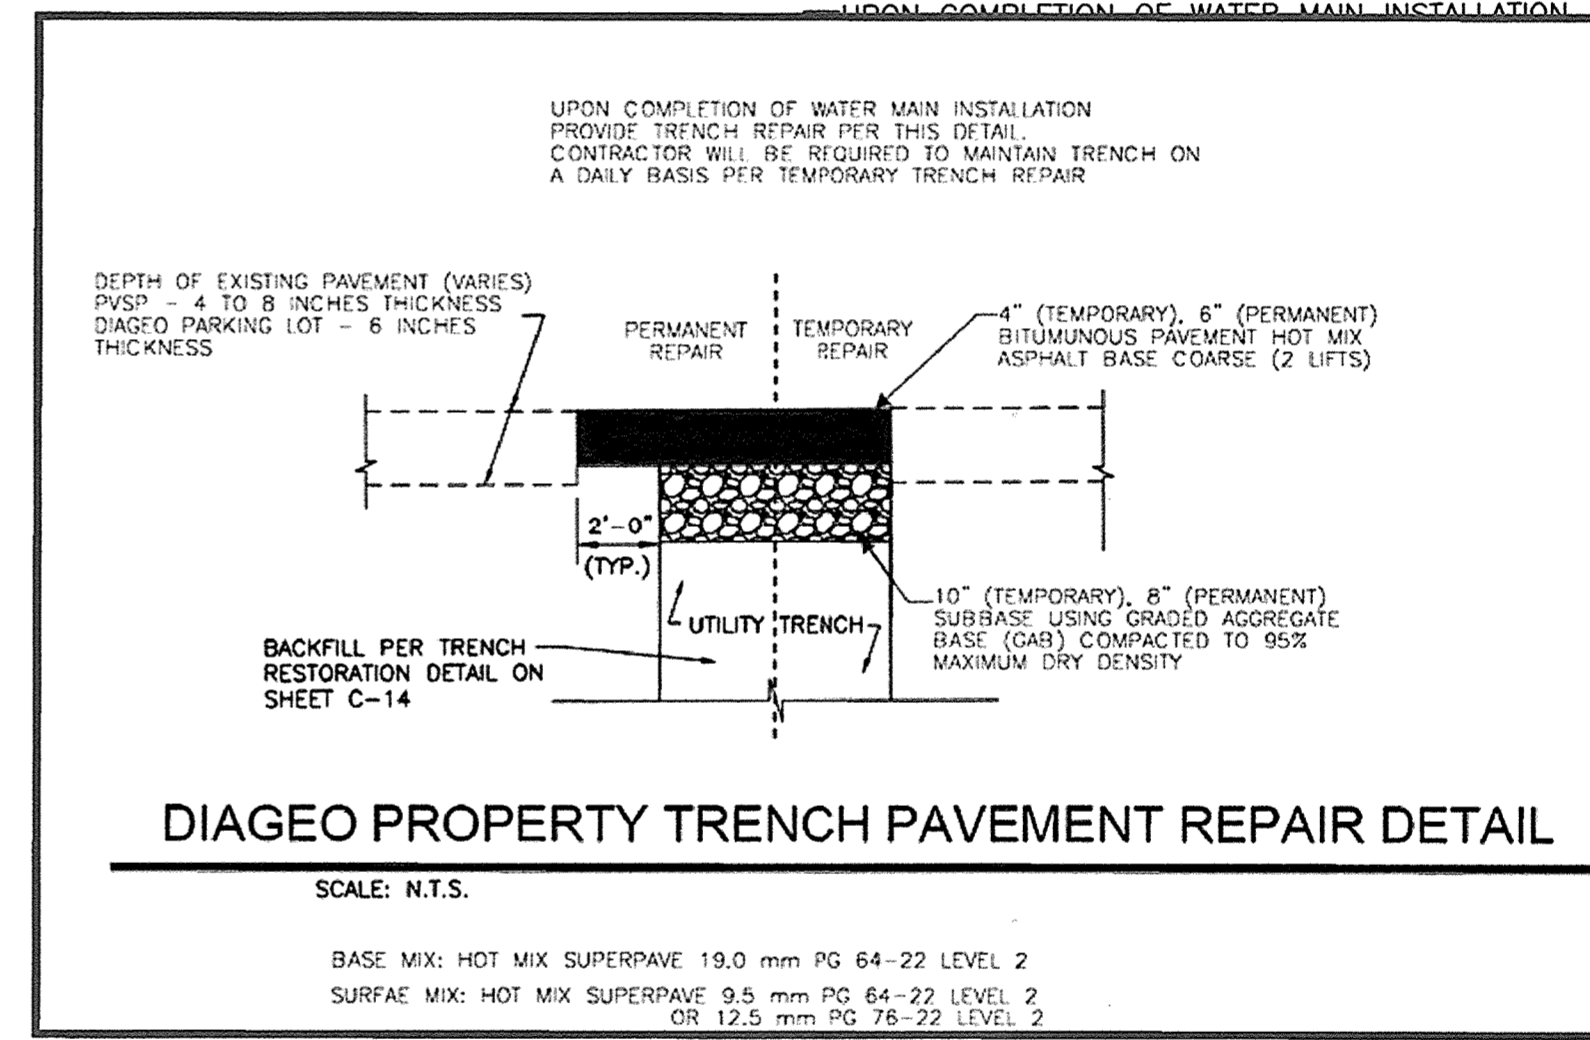 UPON COMPLETION OF WATER MAIN INSTALLATION
UPON COMPLETION OF WATER MAIN INSTALLATION
PROVIDE TRENCH REPAIR PER THIS DETAIL.
CONTRACTOR WILL BE REQUIRED TO MAINTAIN TRENCH ON
A DAILY BASIS PER TEMPORARY TRENCH REPAIR
DEPTH OF EXISTING PAVEMENT (VARIES)
PVSP - 4 TO 8 INCHES THICKNESS
DIAGEO PARKING LOT - 6 INCHES
THICKNESS
PERMANENT
REPAIR
TEMPORARY
REPAIR
4" (TEMPORARY), 6" (PERMANENT)
BITUMUNOUS PAVEMENT HOT MIX
ASPHALT BASE COARSE (2 LIFTS)
2'-0"
(TYP.)
UTILITY TRENCH
10" (TEMPORARY), 8" (PERMANENT)
SUBBASE USING GRADED AGGREGATE
BASE (GAB) COMPACTED TO 95%
MAXIMUM DRY DENSITY
BACKFILL PER TRENCH
RESTORATION DETAIL ON
SHEET C-14
DIAGEO PROPERTY TRENCH PAVEMENT REPAIR DETAIL
SCALE: N.T.S.
BASE MIX: HOT MIX SUPERPAVE 19.0 mm PG 64-22 LEVEL 2
SURFAE MIX: HOT MIX SUPERPAVE 9.5 mm PG 64-22 LEVEL 2
OR 12.5 mm PG 76-22 LEVEL 2